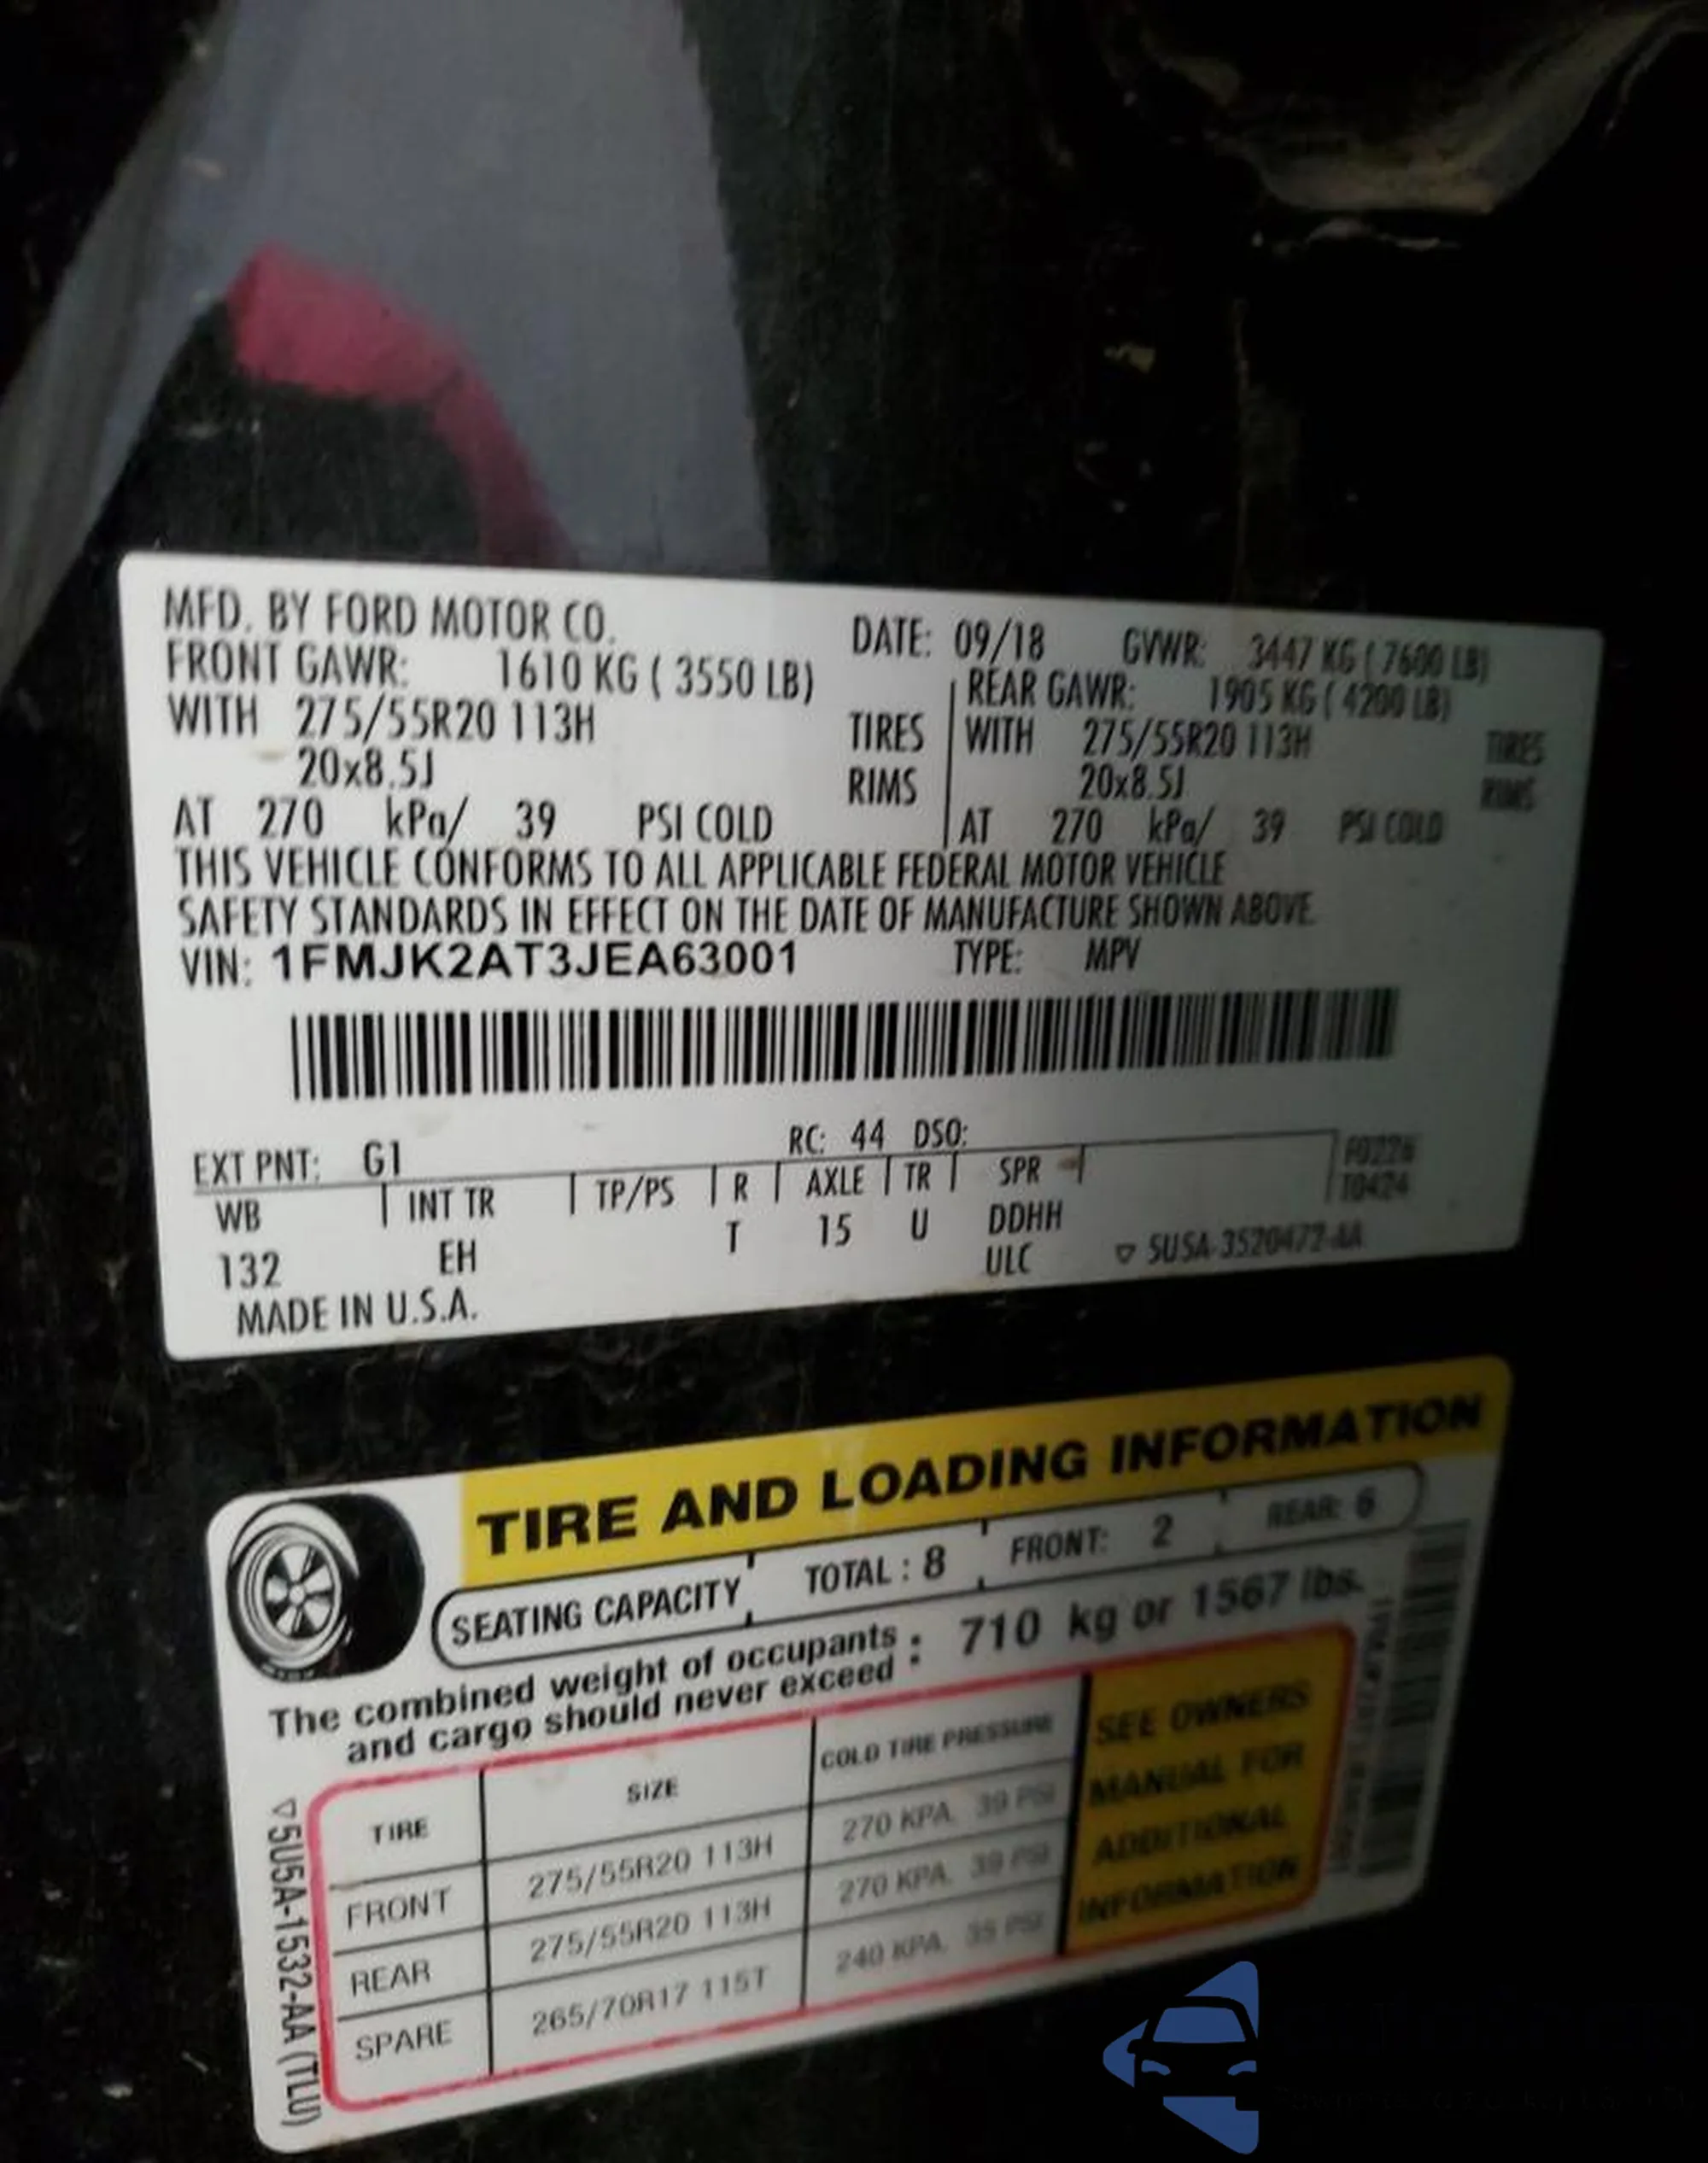 MFD. BY FORD MOTOR CO.
DATE: 09/18 GVWR: 3447 KG ( 7600 LB)
FRONT GAWR: 1610 KG ( 3550 LB)
REAR GAWR: 1905 KG ( 4200 LB)
WITH 275/55R20 113H TIRES
WITH 275/55R20 113H TIRES
20x8.5J RIMS
20x8.5J RIMS
AT 270 kPa/ 39 PSI COLD
AT 270 kPa/ 39 PSI COLD
THIS VEHICLE CONFORMS TO ALL APPLICABLE FEDERAL MOTOR VEHICLE
SAFETY STANDARDS IN EFFECT ON THE DATE OF MANUFACTURE SHOWN ABOVE.
VIN: 1FMJK2AT3JEA63001 TYPE: MPV
EXT PNT: G1 RC: 44 DSO:
F0226
T0424
WB INT TR TP/PS R AXLE TR SPR
132 EH T 15 U DDHH
ULC ▽ 5U5A-3520472-AA
MADE IN U.S.A.
TIRE AND LOADING INFORMATION
SEATING CAPACITY TOTAL : 8 FRONT: 2 REAR: 6
The combined weight of occupants
and cargo should never exceed : 710 kg or 1567 lbs.
TIRE SIZE COLD TIRE PRESSURE
FRONT 275/55R20 113H 270 KPA, 39 PSI
REAR 275/55R20 113H 270 KPA, 39 PSI
SPARE 265/70R17 115T 240 KPA, 35 PSI
SEE OWNERS
MANUAL FOR
ADDITIONAL
INFORMATION
▽5U5A-1532-AA (TLU)